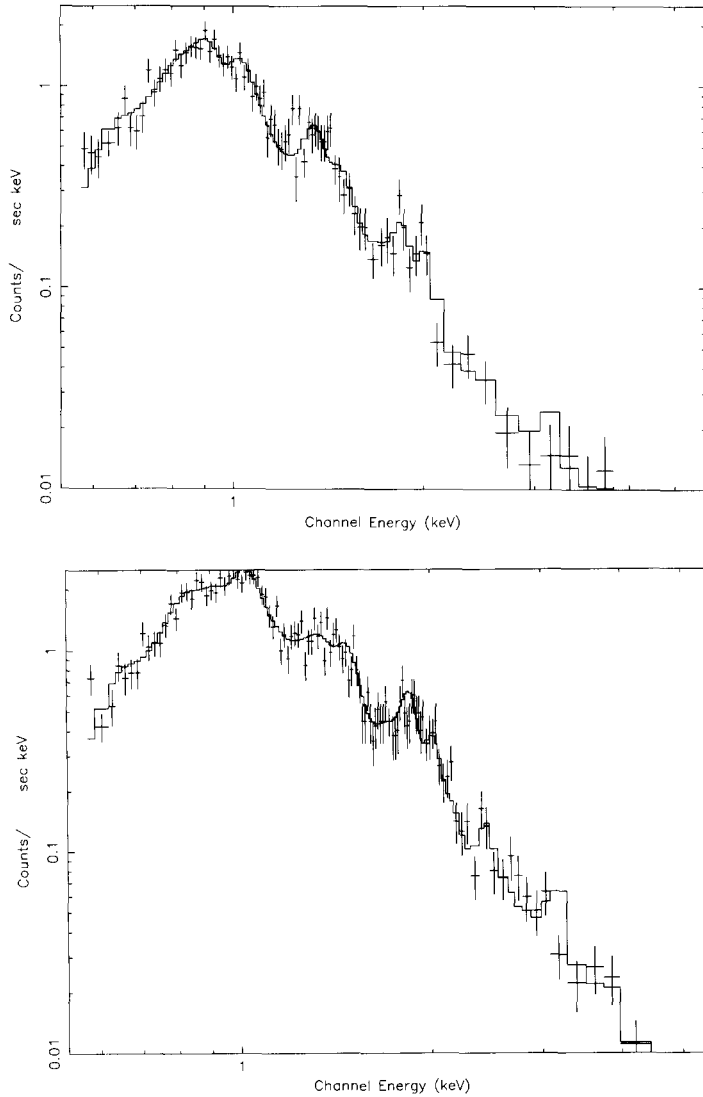 1
0.1
0.01
Counts/ sec keV
1
Channel Energy (keV)
1
0.1
0.01
Counts/ sec keV
1
Channel Energy (keV)